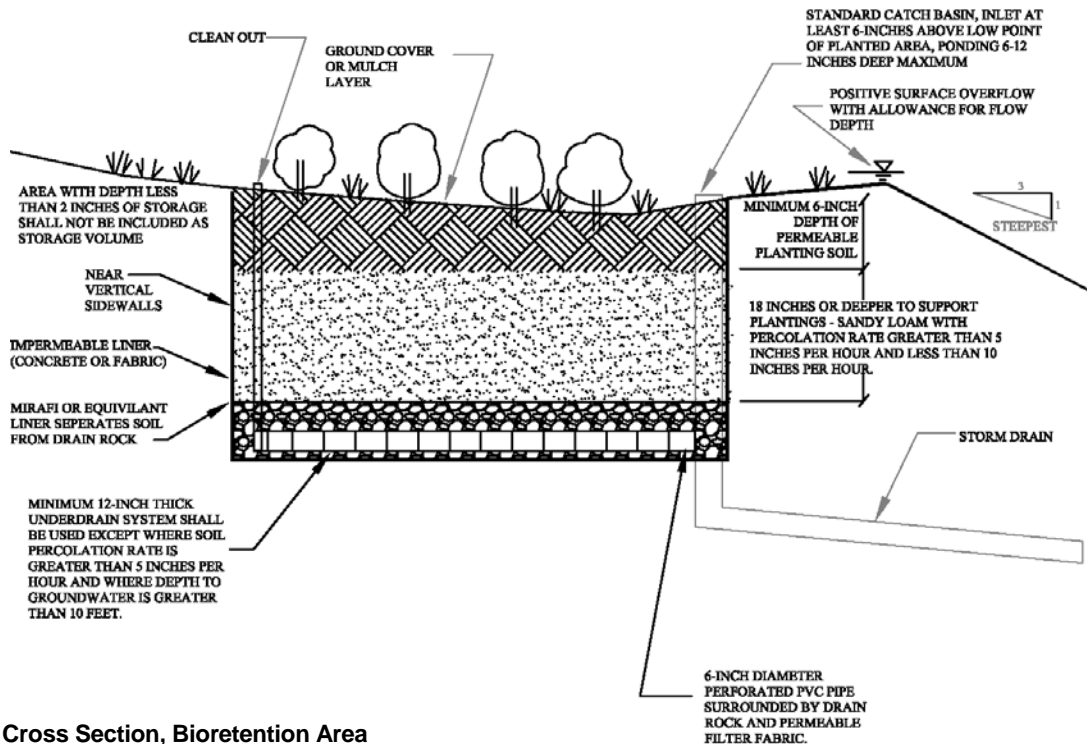 CLEAN OUT
GROUND COVER
OR MULCH
LAYER
STANDARD CATCH BASIN, INLET AT
LEAST 6-INCHES ABOVE LOW POINT
OF PLANTED AREA, PONDING 6-12
INCHES DEEP MAXIMUM
POSITIVE SURFACE OVERFLOW
WITH ALLOWANCE FOR FLOW
DEPTH
AREA WITH DEPTH LESS
THAN 2 INCHES OF STORAGE
SHALL NOT BE INCLUDED AS
STORAGE VOLUME
3
1
STEEPEST
MINIMUM 6-INCH
DEPTH OF
PERMEABLE
PLANTING SOIL
NEAR
VERTICAL
SIDEWALLS
18 INCHES OR DEEPER TO SUPPORT
PLANTINGS - SANDY LOAM WITH
PERCOLATION RATE GREATER THAN 5
INCHES PER HOUR AND LESS THAN 10
INCHES PER HOUR.
IMPERMEABLE LINER
(CONCRETE OR FABRIC)
MIRAFI OR EQUIVILANT
LINER SEPERATES SOIL
FROM DRAIN ROCK
STORM DRAIN
MINIMUM 12-INCH THICK
UNDERDRAIN SYSTEM SHALL
BE USED EXCEPT WHERE SOIL
PERCOLATION RATE IS
GREATER THAN 5 INCHES PER
HOUR AND WHERE DEPTH TO
GROUNDWATER IS GREATER
THAN 10 FEET.
6-INCH DIAMETER
PERFORATED PVC PIPE
SURROUNDED BY DRAIN
ROCK AND PERMEABLE
FILTER FABRIC.
Cross Section, Bioretention Area